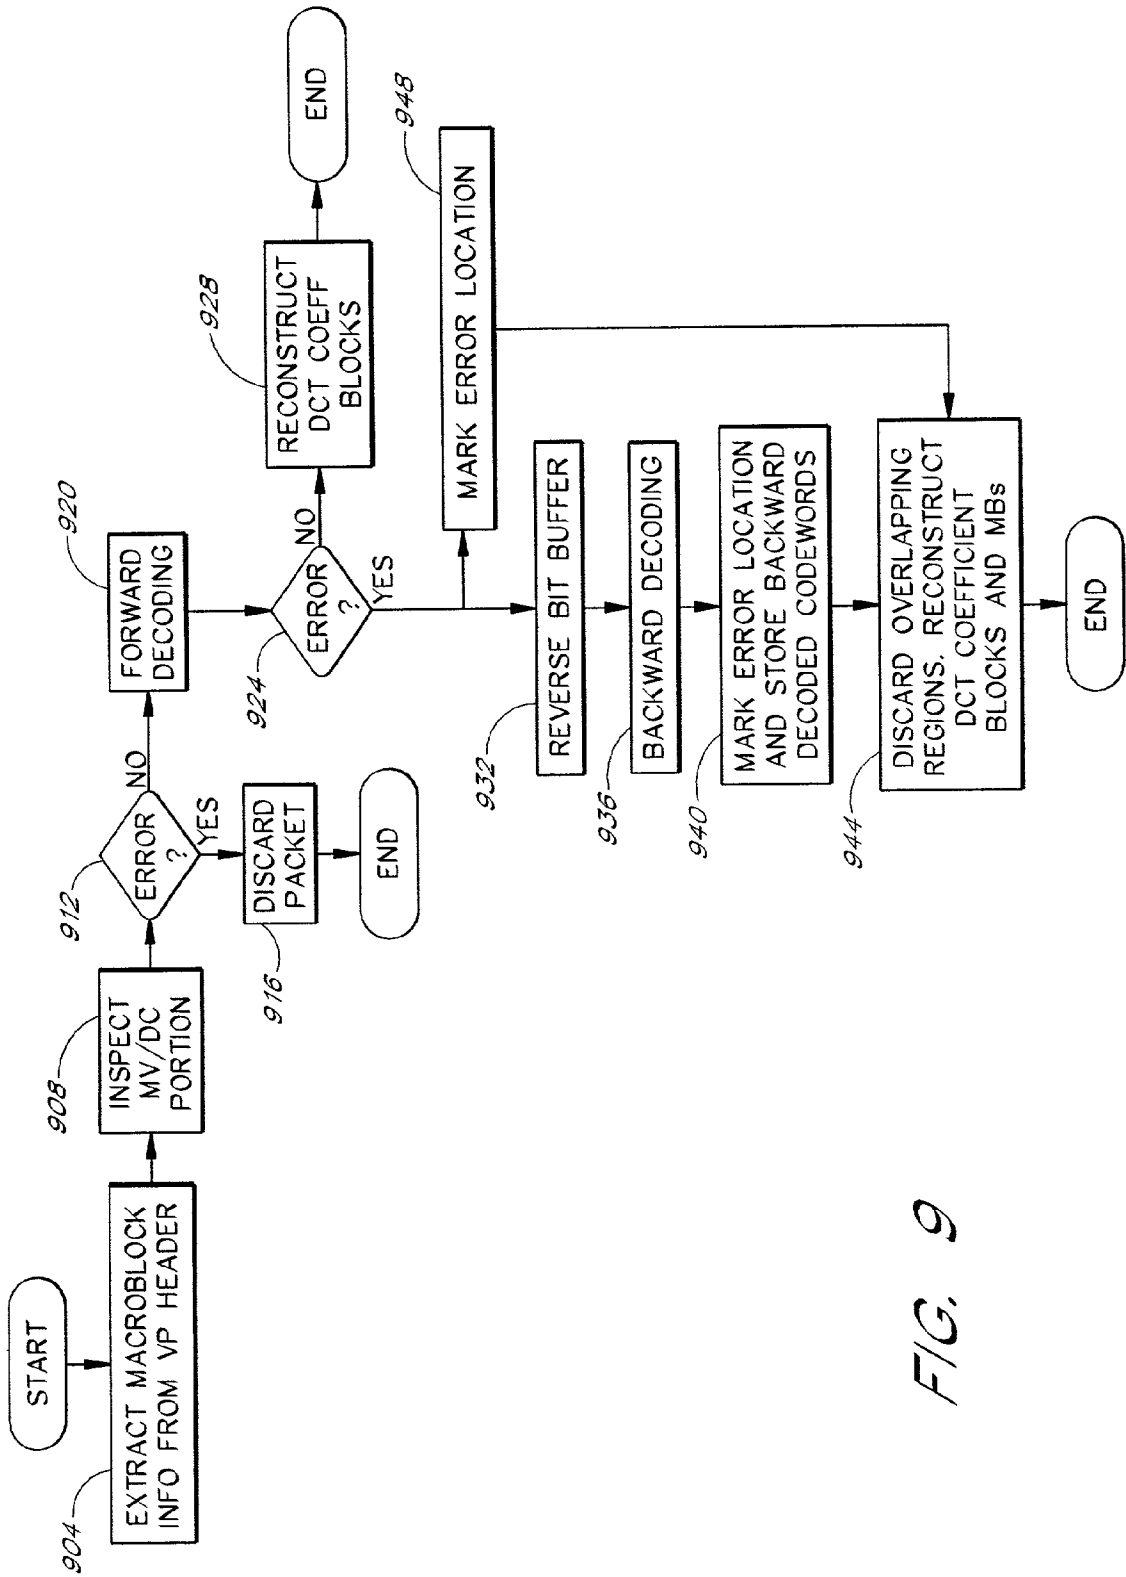 START
904
EXTRACT MACROBLOCK
INFO FROM VP HEADER
908
INSPECT
MV/DC
PORTION
912
ERROR
?
NO
YES
916
DISCARD
PACKET
END
920
FORWARD
DECODING
924
ERROR
?
NO
YES
928
RECONSTRUCT
DCT COEFF
BLOCKS
END
948
MARK ERROR LOCATION
932
REVERSE BIT BUFFER
936
BACKWARD DECODING
940
MARK ERROR LOCATION
AND STORE BACKWARD
DECODED CODEWORDS
944
DISCARD OVERLAPPING
REGIONS. RECONSTRUCT
DCT COEFFICIENT
BLOCKS AND MBs
END
FIG. 9